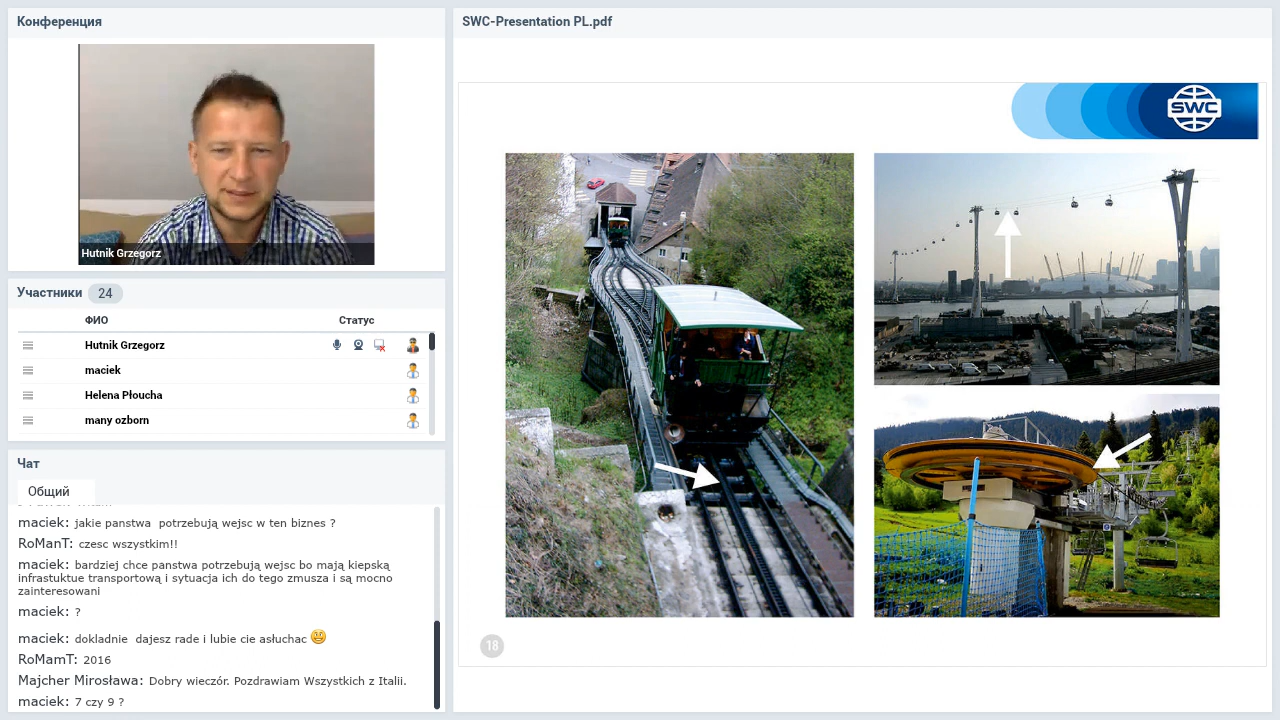 Конференция
Hutnik Grzegorz
Участники 24
ФИО Статус
Hutnik Grzegorz
maciek
Helena Płoucha
many ozborn
Чат
Общий
maciek: jakie panstwa potrzebują wejsc w ten biznes ?
RoManT: czesc wszystkim!!
maciek: bardziej chce panstwa potrzebują wejsc bo mają kiepską
infrastuktue transportową i sytuacja ich do tego zmusza i są mocno
zainteresowani
maciek: ?
maciek: dokladnie dajesz rade i lubie cie asłuchac
RoMamT: 2016
Majcher Mirosława: Dobry wieczór. Pozdrawiam Wszystkich z Italii.
maciek: 7 czy 9 ?
SWC-Presentation PL.pdf
SWC
18